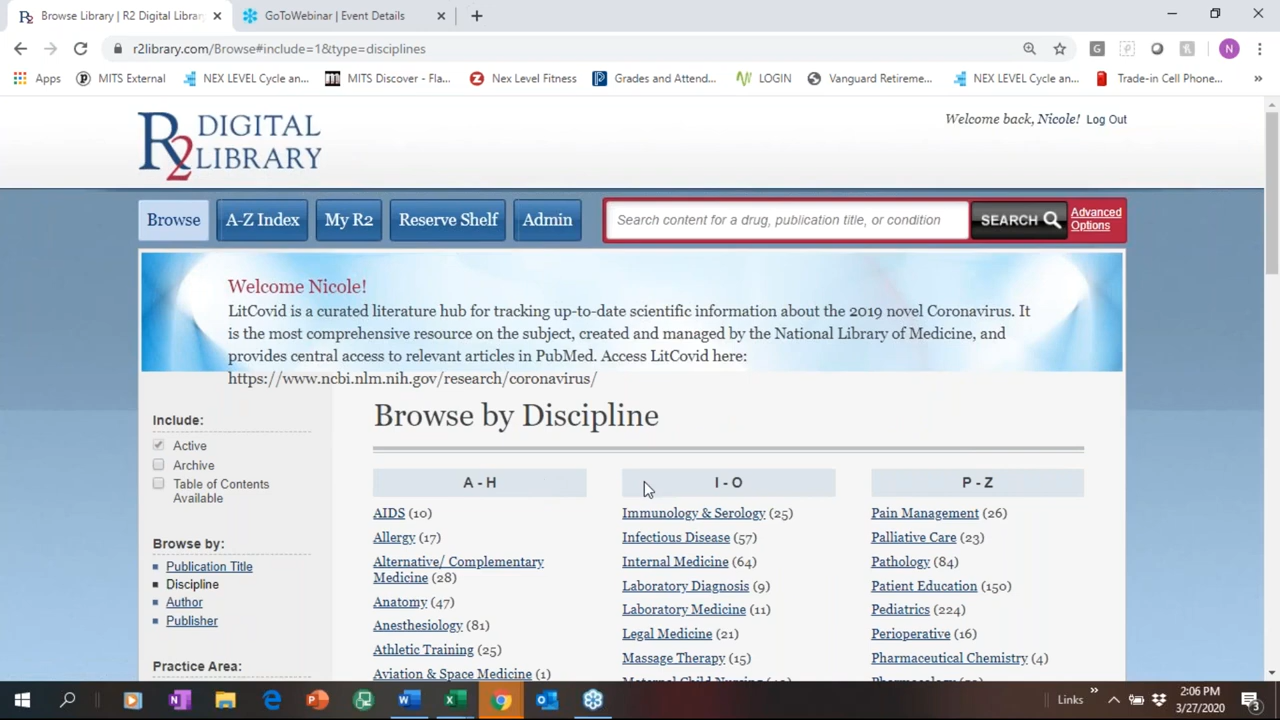 Browse Library | R2 Digital Librar
GoToWebinar | Event Details
r2library.com/Browse#include=1&type=disciplines
N
Apps
MITS External
NEX LEVEL Cycle an...
MITS Discover - Fla...
Nex Level Fitness
Grades and Attend...
LOGIN
Vanguard Retireme...
NEX LEVEL Cycle an...
Trade-in Cell Phone...
R2 DIGITAL
LIBRARY
Welcome back, Nicole! Log Out
Browse
A-Z Index
My R2
Reserve Shelf
Admin
Search content for a drug, publication title, or condition
SEARCH
Advanced
Options
Welcome Nicole!
LitCovid is a curated literature hub for tracking up-to-date scientific information about the 2019 novel Coronavirus. It
is the most comprehensive resource on the subject, created and managed by the National Library of Medicine, and
provides central access to relevant articles in PubMed. Access LitCovid here:
https://www.ncbi.nlm.nih.gov/research/coronavirus/
Include:
Active
Archive
Table of Contents
Available
Browse by:
Publication Title
Discipline
Author
Publisher
Practice Area:
Browse by Discipline
A - H
AIDS (10)
Allergy (17)
Alternative/ Complementary
Medicine (28)
Anatomy (47)
Anesthesiology (81)
Athletic Training (25)
Aviation & Space Medicine (1)
I - O
Immunology & Serology (25)
Infectious Disease (57)
Internal Medicine (64)
Laboratory Diagnosis (9)
Laboratory Medicine (11)
Legal Medicine (21)
Massage Therapy (15)
Maternal Child Nursing
P - Z
Pain Management (26)
Palliative Care (23)
Pathology (84)
Patient Education (150)
Pediatrics (224)
Perioperative (16)
Pharmaceutical Chemistry (4)
Pharmacology
Links
2:06 PM
3/27/2020
3